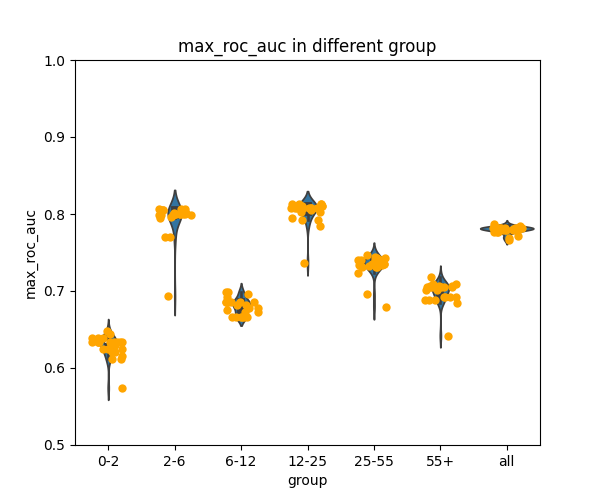 max_roc_auc in different group
1.0
0.9
0.8
0.7
0.6
0.5
max_roc_auc
0-2 2-6 6-12 12-25 25-55 55+ all
group